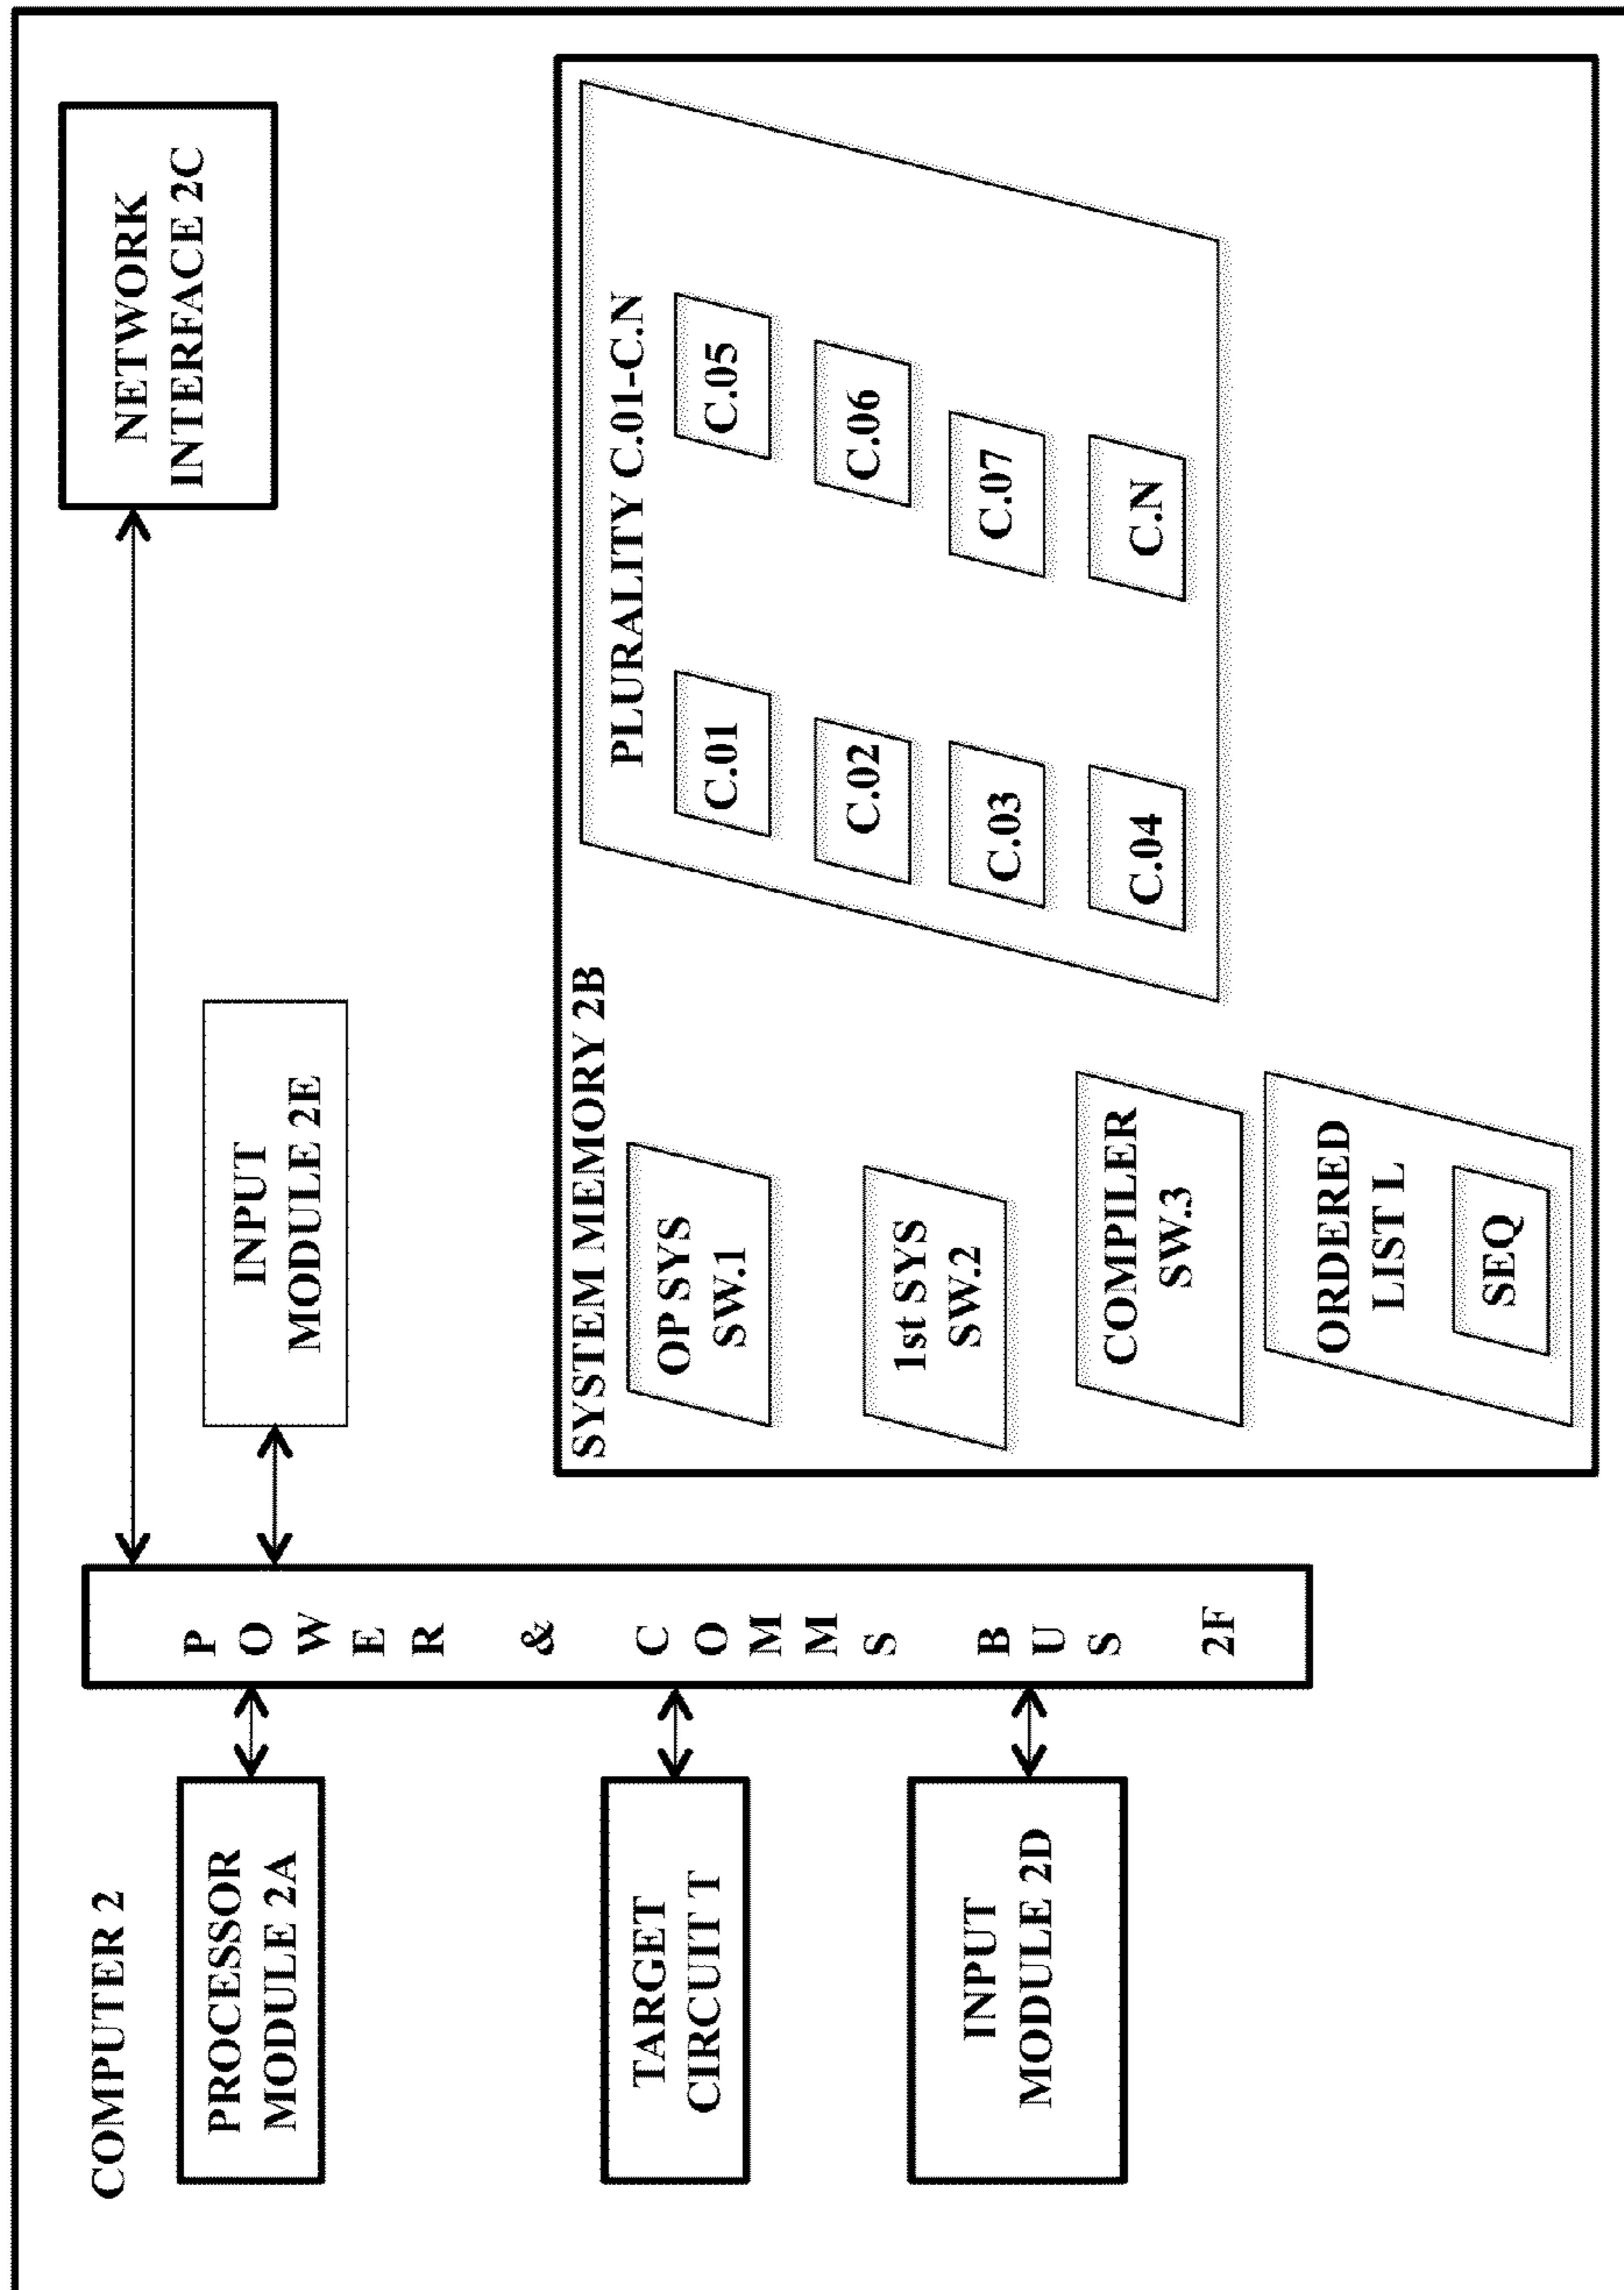 COMPUTER 2
PROCESSOR
MODULE 2A
TARGET
CIRCUIT T
INPUT
MODULE 2D
POWER & COMMS BUS 2F
INPUT
MODULE 2E
NETWORK
INTERFACE 2C
SYSTEM MEMORY 2B
OP SYS
SW.1
1st SYS
SW.2
COMPILER
SW.3
ORDERED
LIST L
SEQ
PLURALITY C.01-C.N
C.01
C.02
C.03
C.04
C.05
C.06
C.07
C.N